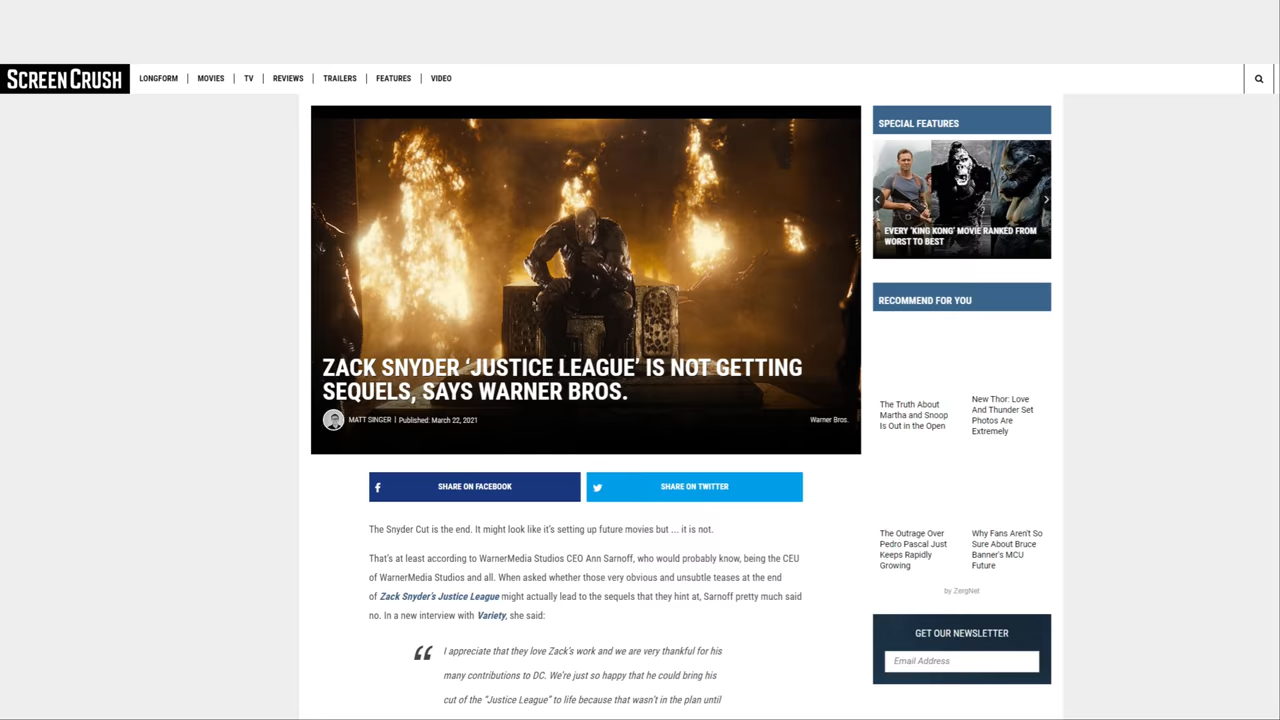 SCREENCRUSH
LONGFORM | MOVIES | TV | REVIEWS | TRAILERS | FEATURES | VIDEO
ZACK SNYDER ‘JUSTICE LEAGUE’ IS NOT GETTING
SEQUELS, SAYS WARNER BROS.
MATT SINGER | Published: March 22, 2021
Warner Bros.
SHARE ON FACEBOOK
SHARE ON TWITTER
The Snyder Cut is the end. It might look like it's setting up future movies but ... it is not.
That's at least according to WarnerMedia Studios CEO Ann Sarnoff, who would probably know, being the CEU
of WarnerMedia Studios and all. When asked whether those very obvious and unsubtle teases at the end
of Zack Snyder's Justice League might actually lead to the sequels that they hint at, Sarnoff pretty much said
no. In a new interview with Variety, she said:
“ I appreciate that they love Zack's work and we are very thankful for his
many contributions to DC. We're just so happy that he could bring his
cut of the “Justice League” to life because that wasn't in the plan until
SPECIAL FEATURES
EVERY ‘KING KONG’ MOVIE RANKED FROM
WORST TO BEST
RECOMMEND FOR YOU
The Truth About
Martha and Snoop
Is Out in the Open
New Thor: Love
And Thunder Set
Photos Are
Extremely
The Outrage Over
Pedro Pascal Just
Keeps Rapidly
Growing
Why Fans Aren't So
Sure About Bruce
Banner's MCU
Future
by ZergNet
GET OUR NEWSLETTER
Email Address